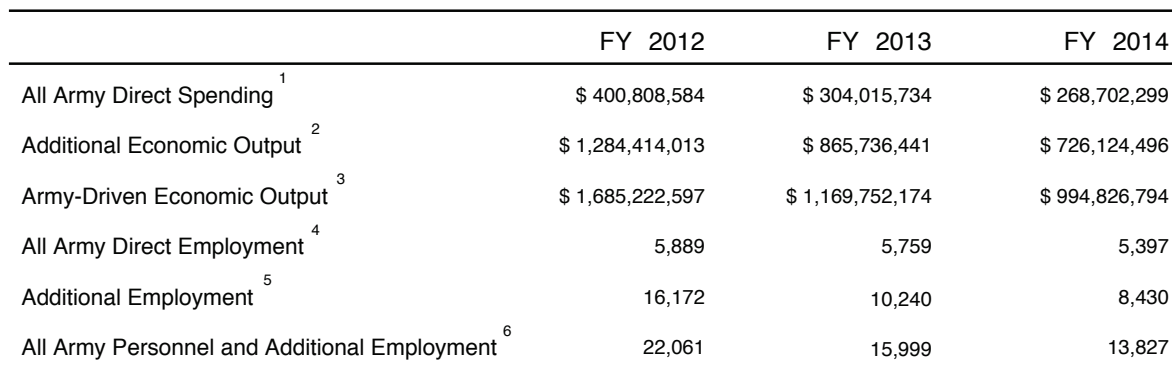 FY 2012 FY 2013 FY 2014
All Army Direct Spending 1 $ 400,808,584 $ 304,015,734 $ 268,702,299
Additional Economic Output 2 $ 1,284,414,013 $ 865,736,441 $ 726,124,496
Army-Driven Economic Output 3 $ 1,685,222,597 $ 1,169,752,174 $ 994,826,794
All Army Direct Employment 4 5,889 5,759 5,397
Additional Employment 5 16,172 10,240 8,430
All Army Personnel and Additional Employment 6 22,061 15,999 13,827